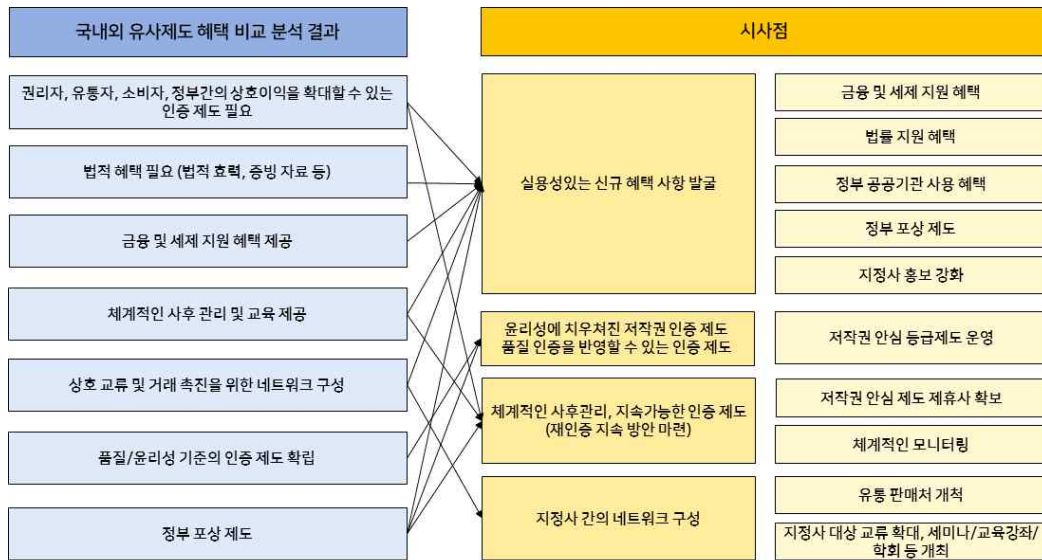 국내외 유사제도 혜택 비교 분석 결과
권리자, 유통자, 소비자, 정부간의 상호이익을 확대할 수 있는
인증 제도 필요
법적 혜택 필요 (법적 효력, 증빙 자료 등)
금융 및 세제 지원 혜택 제공
체계적인 사후 관리 및 교육 제공
상호 교류 및 거래 촉진을 위한 네트워크 구성
품질/윤리성 기준의 인증 제도 확립
정부 포상 제도
시사점
실용성있는 신규 혜택 사항 발굴
금융 및 세제 지원 혜택
법률 지원 혜택
정부 공공기관 사용 혜택
정부 포상 제도
지정사 홍보 강화
윤리성에 치우쳐진 저작권 인증 제도
품질 인증을 반영할 수 있는 인증 제도
저작권 안심 등급제도 운영
체계적인 사후관리, 지속가능한 인증 제도
(재인증 지속 방안 마련)
저작권 안심 제도 제휴사 확보
체계적인 모니터링
지정사 간의 네트워크 구성
유통 판매처 개척
지정사 대상 교류 확대, 세미나/교육강좌/
학회 등 개최